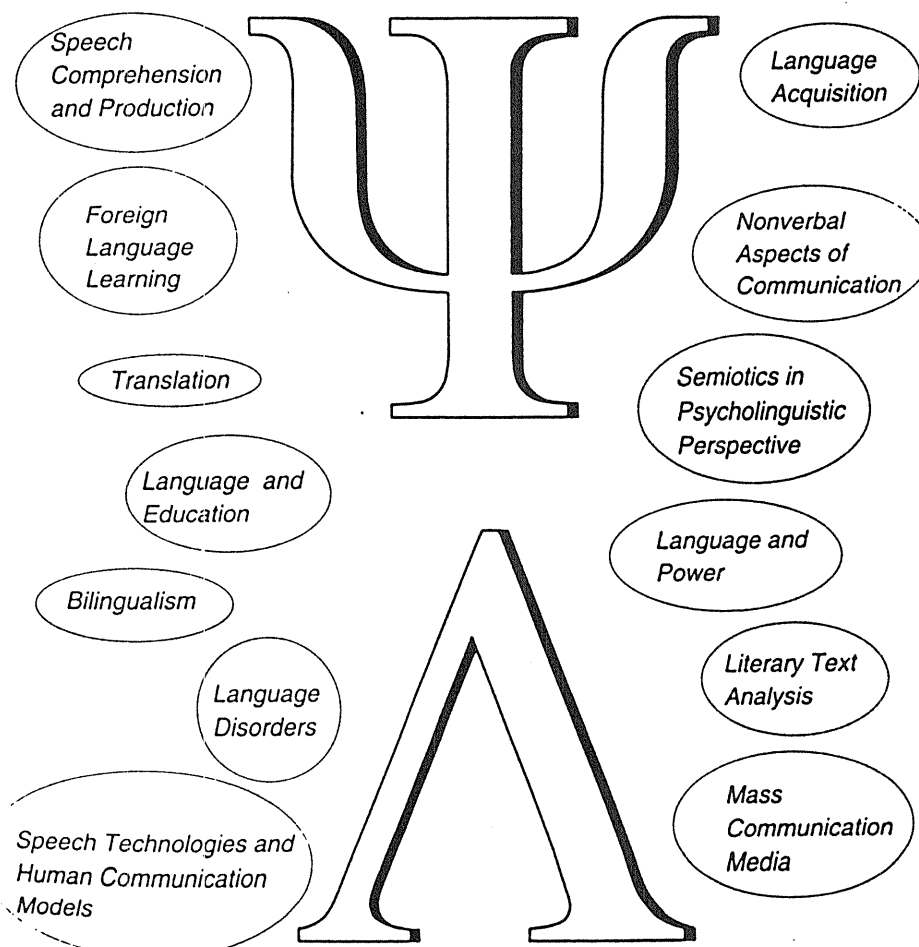 Speech
Comprehension
and Production
Foreign
Language
Learning
Translation
Language and
Education
Bilingualism
Language
Disorders
Speech Technologies and
Human Communication
Models
Ψ
Λ
Language
Acquisition
Nonverbal
Aspects of
Communication
Semiotics in
Psycholinguistic
Perspective
Language and
Power
Literary Text
Analysis
Mass
Communication
Media